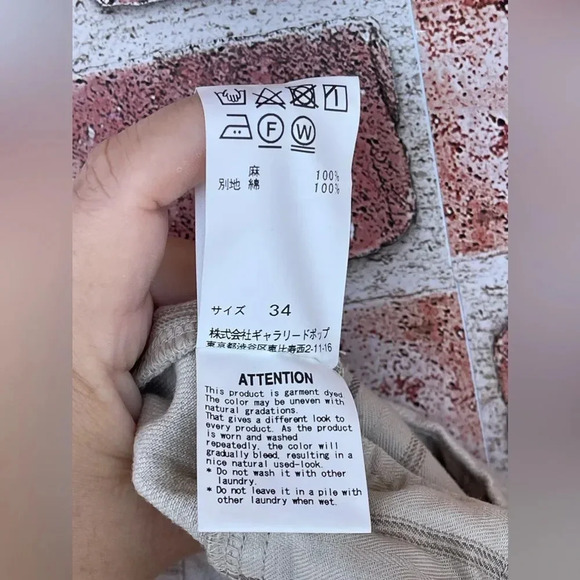 F W
麻 100%
別地 綿 100%
サイズ 34
株式会社ギャラリードポップ
東京都渋谷区恵比寿西2-11-16
ATTENTION
This product is garment dyed
The color may be uneven with
natural gradations.
That gives a different look to
every product. As the product
is worn and washed
repeatedly, the color will
gradually bleed, resulting in a
nice natural used-look.
* Do not wash it with other
laundry.
* Do not leave it in a pile with
other laundry when wet.